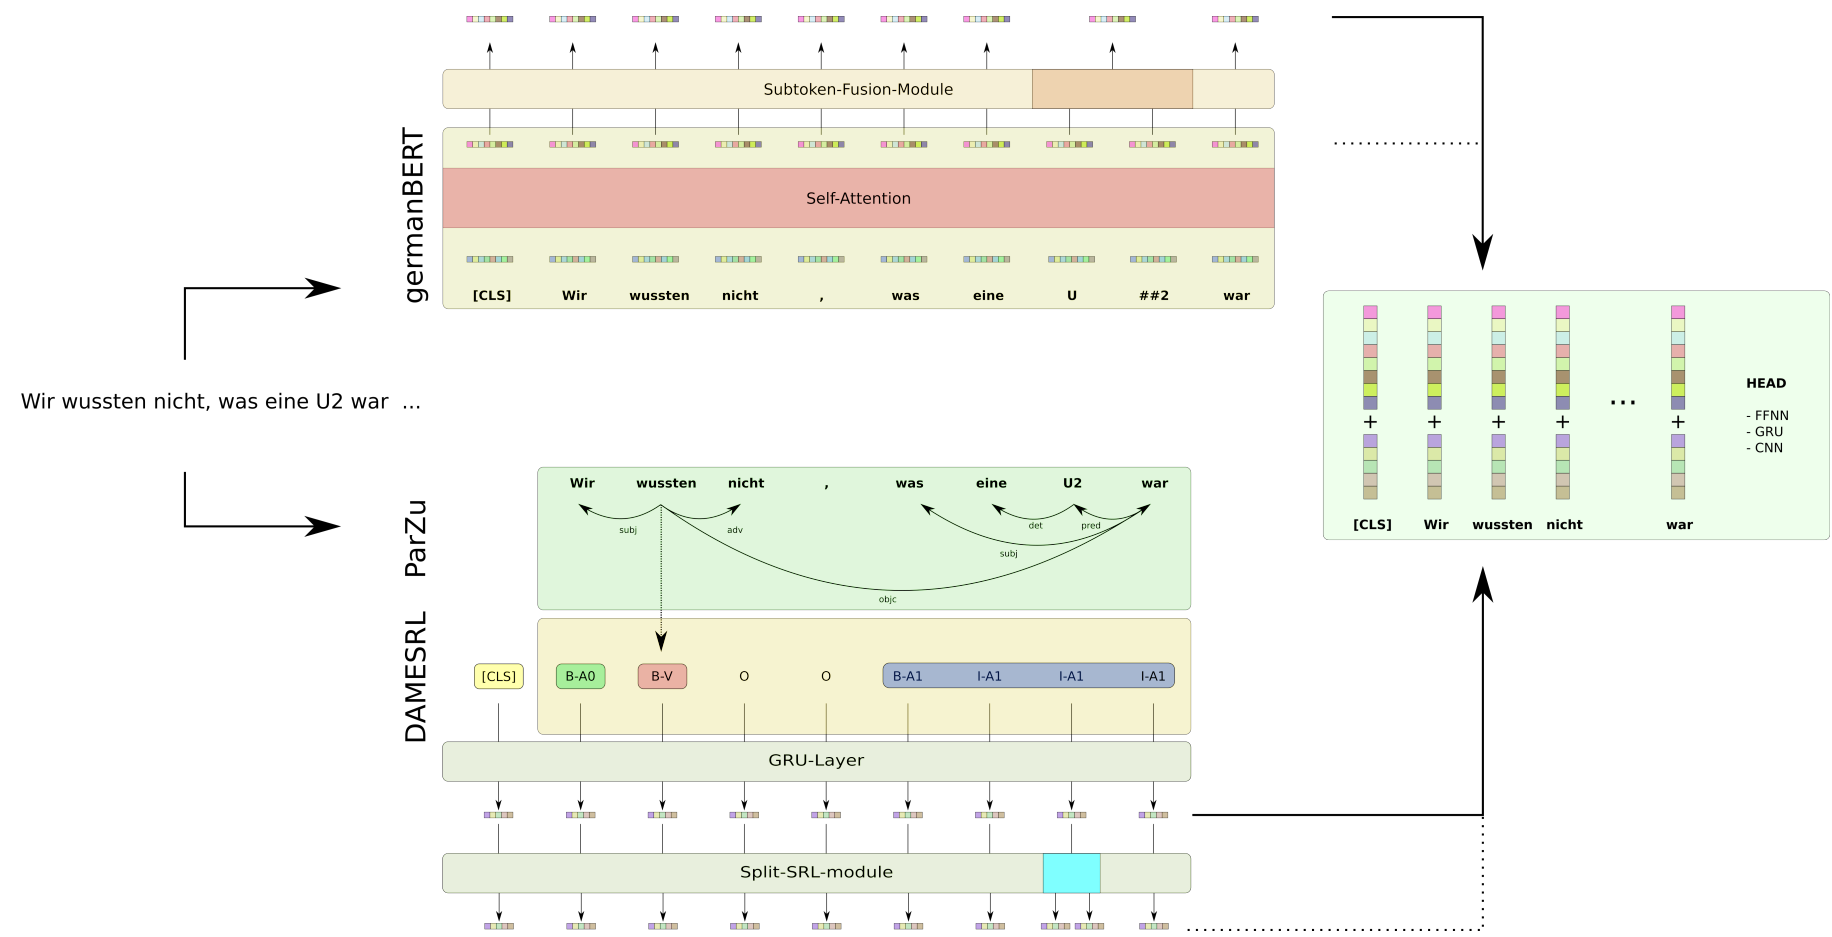 Subtoken-Fusion-Module
germanBERT
Self-Attention
[CLS] Wir wussten nicht , was eine U ##2 war
Wir wussten nicht, was eine U2 war ...
ParZu
Wir wussten nicht , was eine U2 war
subj adv det pred
subj
objc
DAMESRL
[CLS] B-A0 B-V O O B-A1 I-A1 I-A1 I-A1
GRU-Layer
Split-SRL-module
+ + + + ... +
[CLS] Wir wussten nicht war
HEAD
- FFNN
- GRU
- CNN